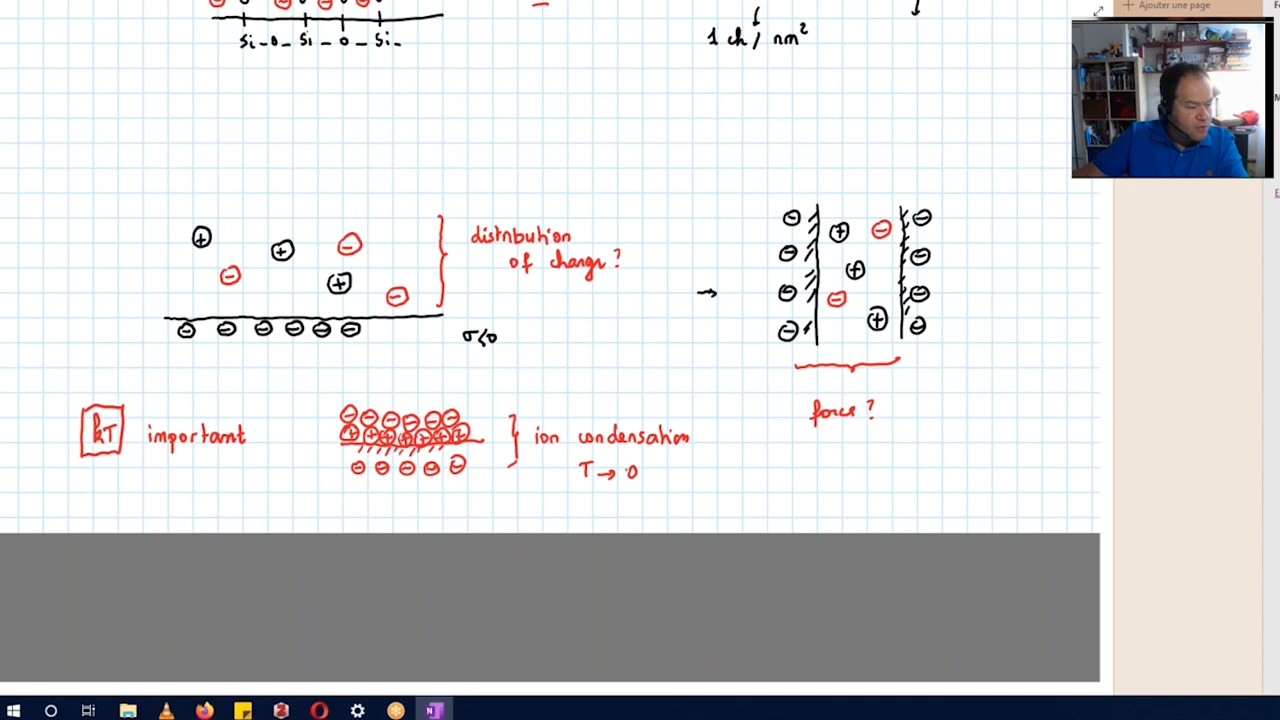 Ajouter une page
Si-O-Si-O-Si-
1 ch / nm²
distribution
of charge?
σ<0
→
force ?
kT important
ion condensation
T → 0